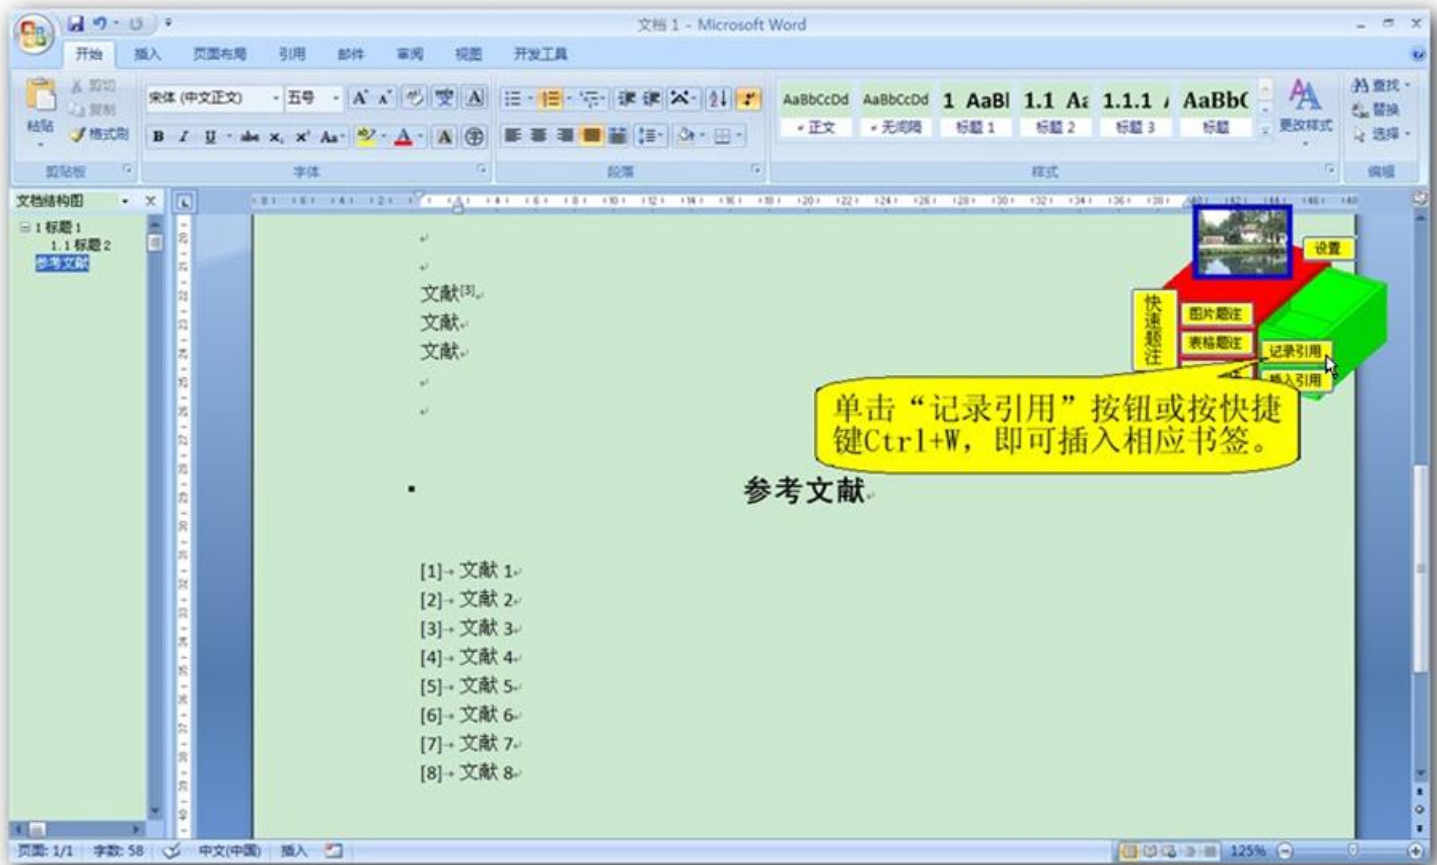 文档 1 - Microsoft Word
开始 插入 页面布局 引用 邮件 审阅 视图 开发工具
粘贴 剪切 复制 格式刷
宋体 (中文正文) 五号
AaBbCcDd AaBbCcDd 1 AaBl 1.1 Aa 1.1.1 AaBb(
正文 无间隔 标题 1 标题 2 标题 3 标题
更改样式
查找
替换
选择
剪贴板 字体 段落 样式 编辑
文档结构图
1 标题 1
1.1 标题 2
参考文献
设置
快速题注
图片题注
表格题注
记录引用
插入引用
文献[3]
文献
文献
单击“记录引用”按钮或按快捷
键Ctrl+W，即可插入相应书签。
参考文献
[1] 文献 1
[2] 文献 2
[3] 文献 3
[4] 文献 4
[5] 文献 5
[6] 文献 6
[7] 文献 7
[8] 文献 8
页面: 1/1 字数: 58 中文(中国) 插入 125%